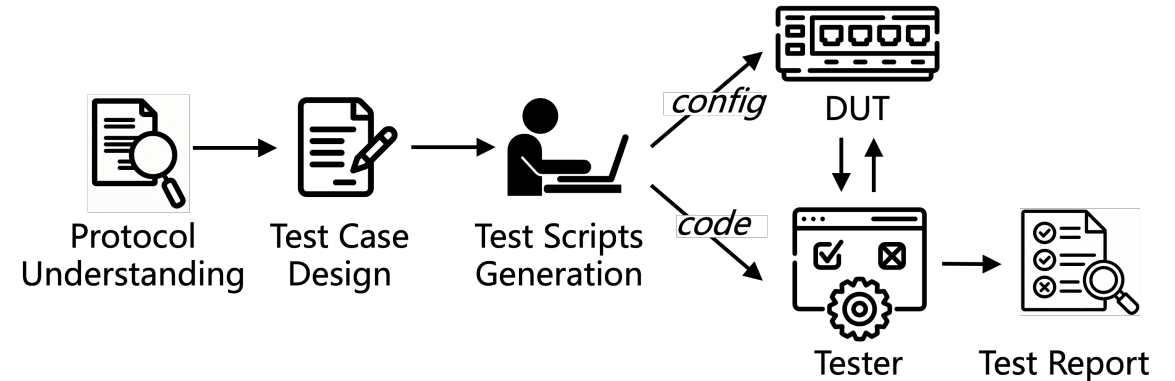 Protocol
Understanding
Test Case
Design
Test Scripts
Generation
config
code
DUT
Tester
Test Report